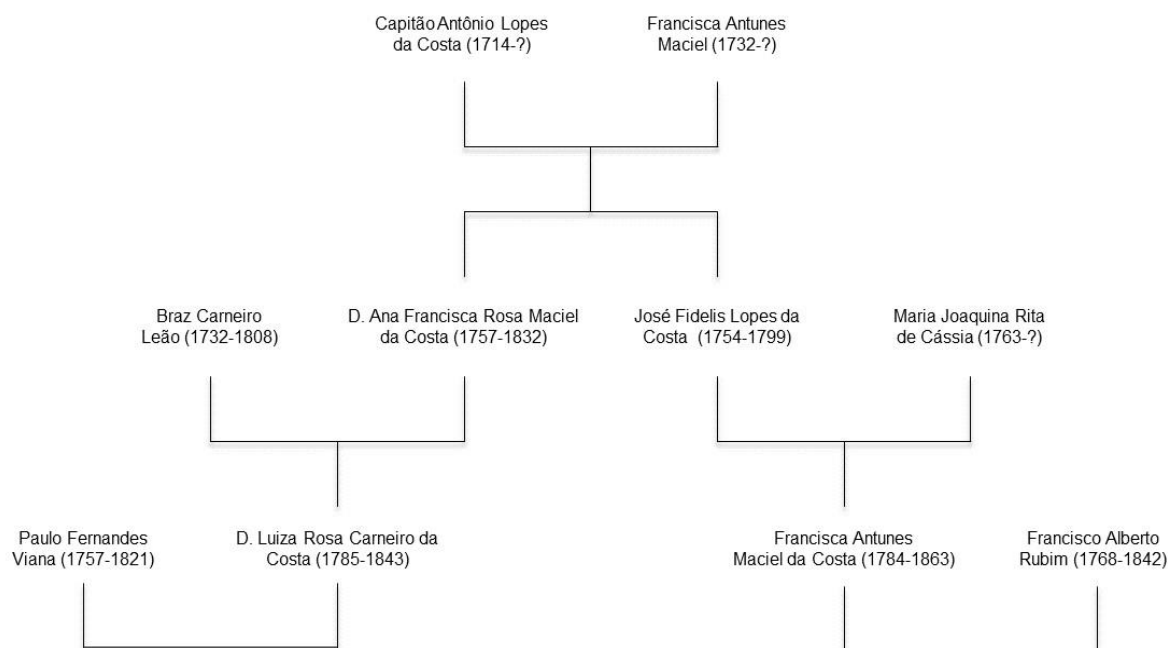 Capitão Antônio Lopes
da Costa (1714-?)
Francisca Antunes
Maciel (1732-?)
Braz Carneiro
Leão (1732-1808)
D. Ana Francisca Rosa Maciel
da Costa (1757-1832)
José Fidelis Lopes da
Costa (1754-1799)
Maria Joaquina Rita
de Cássia (1763-?)
Paulo Fernandes
Viana (1757-1821)
D. Luiza Rosa Carneiro da
Costa (1785-1843)
Francisca Antunes
Maciel da Costa (1784-1863)
Francisco Alberto
Rubim (1768-1842)